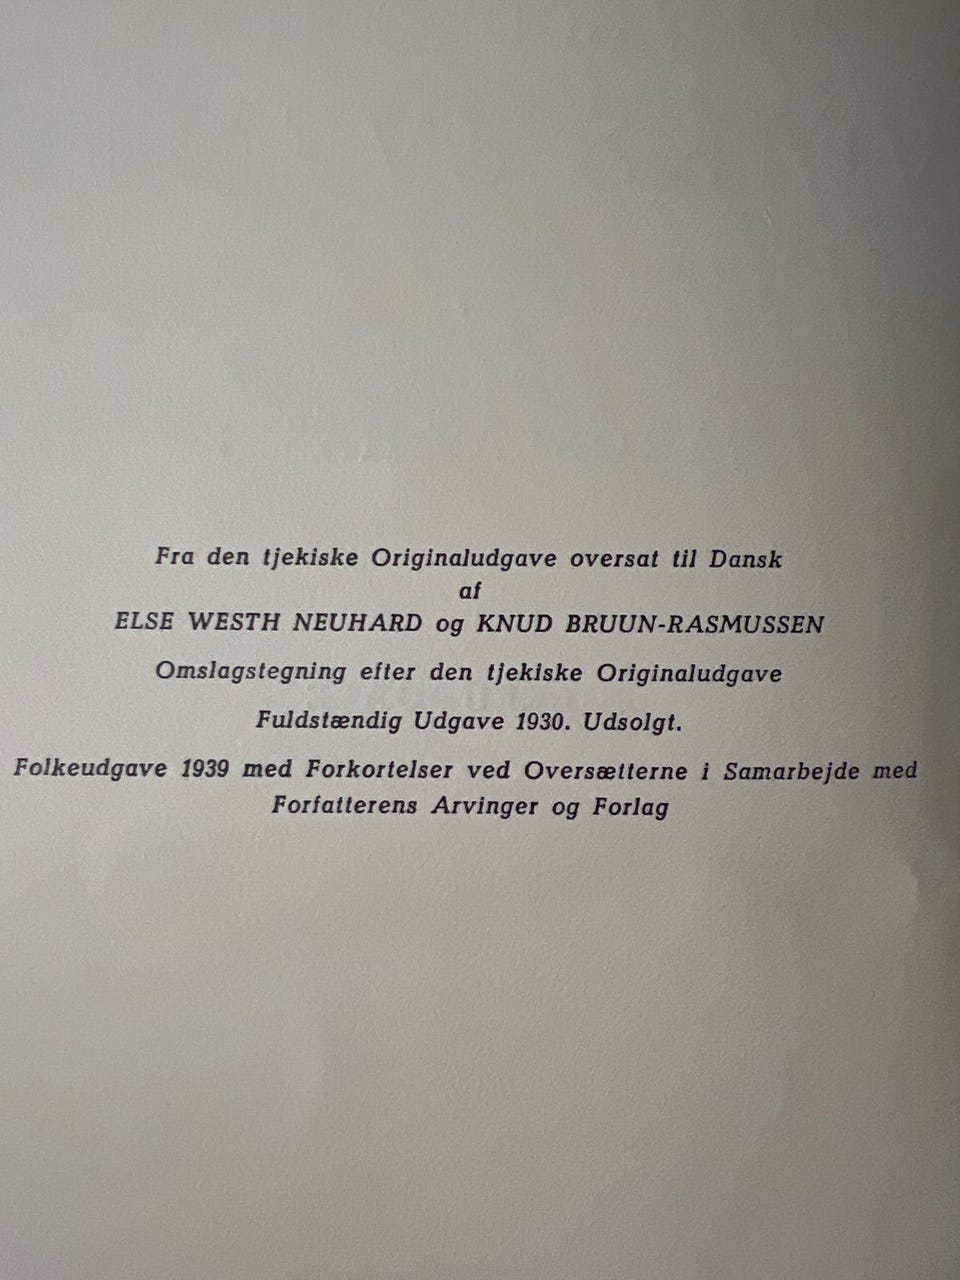 Fra den tjekiske Originaludgave oversat til Dansk
af
ELSE WESTH NEUHARD og KNUD BRUUN-RASMUSSEN
Omslagstegning efter den tjekiske Originaludgave
Fuldstændig Udgave 1930. Udsolgt.
Folkeudgave 1939 med Forkortelser ved Oversætterne i Samarbejde med
Forfatterens Arvinger og Forlag